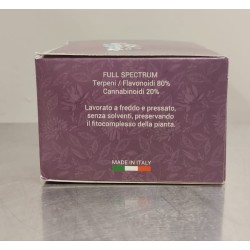 FULL SPECTRUM
Terpeni / Flavonoidi 80%
Cannabinoidi 20%
Lavorato a freddo e pressato,
senza solventi, preservando
il fitocomplesso della pianta.
MADE IN ITALY